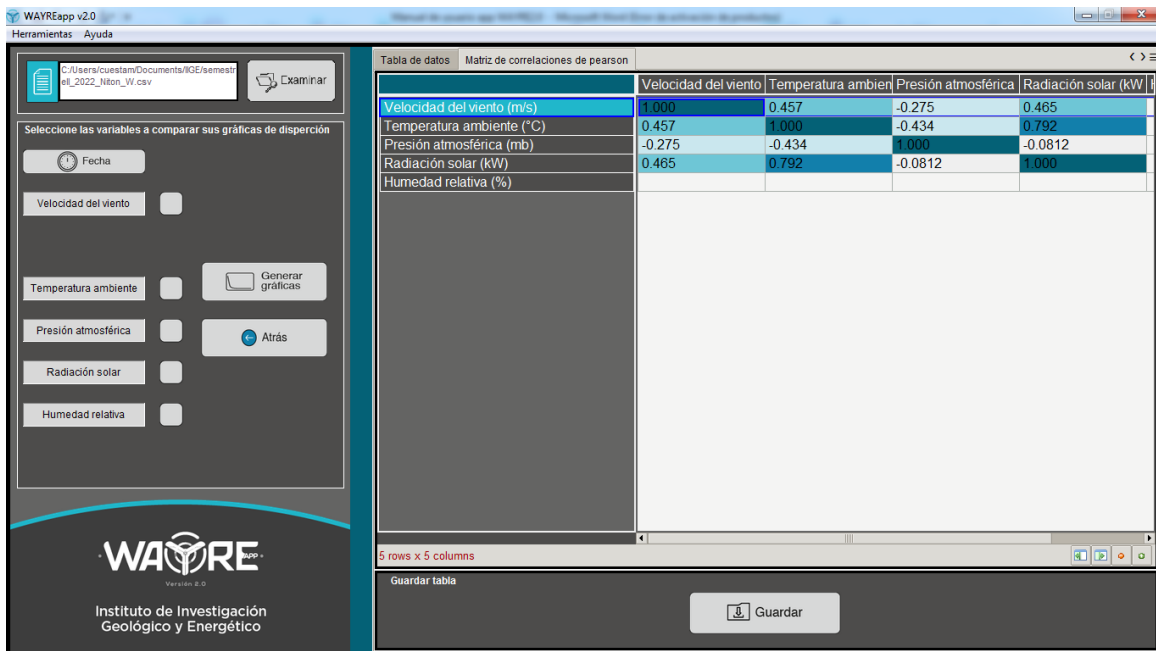 WAYREapp v2.0
Herramientas Ayuda
C:/Users/cuestam/Documents/IIGE/semestr
ell_2022_Niton_W.csv
Examinar
Seleccione las variables a comparar sus gráficas de disperción
Fecha
Velocidad del viento
Temperatura ambiente
Generar
gráficas
Presión atmosférica
Atrás
Radiación solar
Humedad relativa
WAYRE APP
Versión 2.0
Instituto de Investigación
Geológico y Energético
Tabla de datos Matriz de correlaciones de pearson
Velocidad del viento Temperatura ambien Presión atmosférica Radiación solar (kW
Velocidad del viento (m/s) 1.000 0.457 -0.275 0.465
Temperatura ambiente (°C) 0.457 1.000 -0.434 0.792
Presión atmosférica (mb) -0.275 -0.434 1.000 -0.0812
Radiación solar (kW) 0.465 0.792 -0.0812 1.000
Humedad relativa (%)
5 rows x 5 columns
Guardar tabla
Guardar